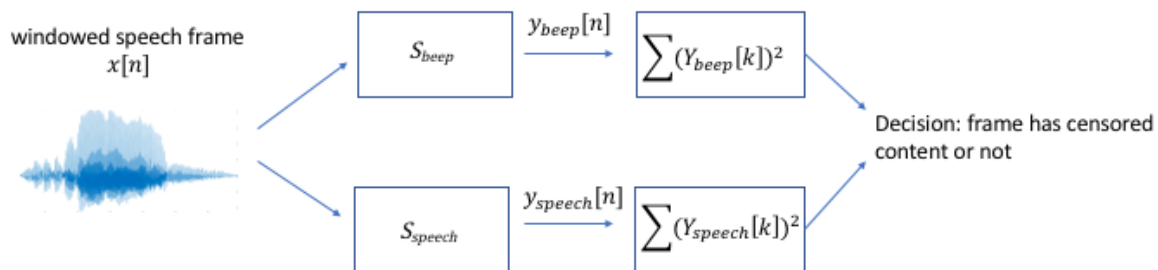 windowed speech frame
x[n]
S_beep
y_beep[n]
∑(Y_beep[k])²
Decision: frame has censored
content or not
S_speech
y_speech[n]
∑(Y_speech[k])²